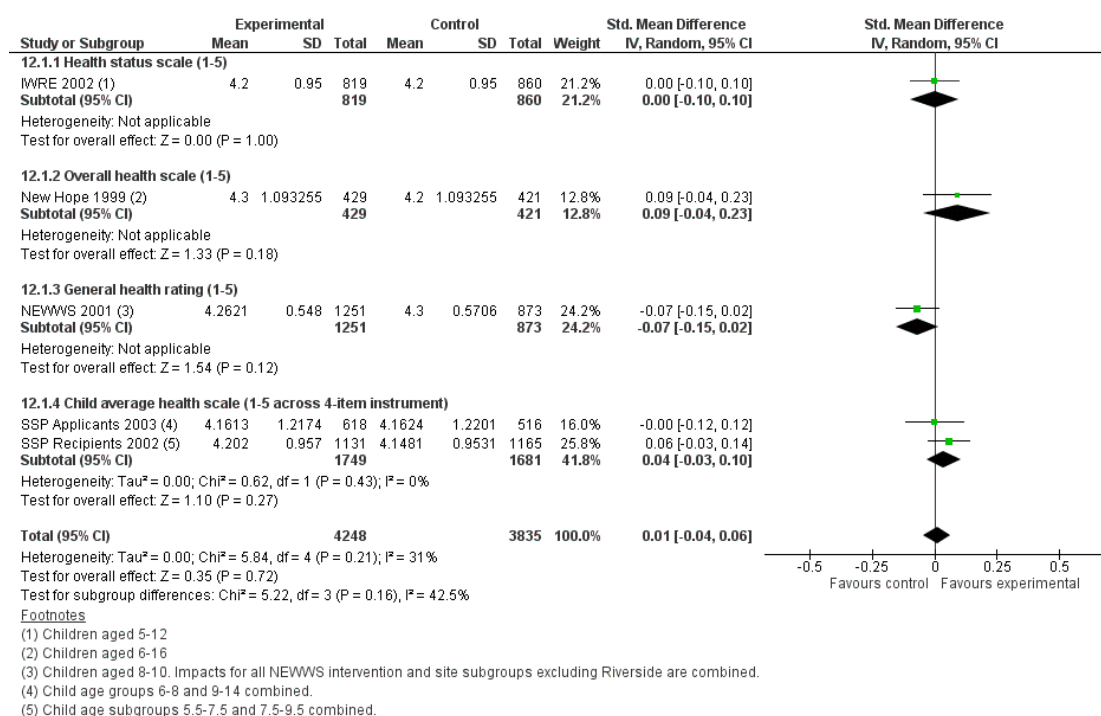 Experimental Control Std. Mean Difference Std. Mean Difference
Study or Subgroup Mean SD Total Mean SD Total Weight IV, Random, 95% CI IV, Random, 95% CI
12.1.1 Health status scale (1-5)
IWRE 2002 (1) 4.2 0.95 819 4.2 0.95 860 21.2% 0.00 [-0.10, 0.10]
Subtotal (95% CI) 819 860 21.2% 0.00 [-0.10, 0.10]
Heterogeneity: Not applicable
Test for overall effect: Z = 0.00 (P = 1.00)
12.1.2 Overall health scale (1-5)
New Hope 1999 (2) 4.3 1.093255 429 4.2 1.093255 421 12.8% 0.09 [-0.04, 0.23]
Subtotal (95% CI) 429 421 12.8% 0.09 [-0.04, 0.23]
Heterogeneity: Not applicable
Test for overall effect: Z = 1.33 (P = 0.18)
12.1.3 General health rating (1-5)
NEWWS 2001 (3) 4.2621 0.548 1251 4.3 0.5706 873 24.2% -0.07 [-0.15, 0.02]
Subtotal (95% CI) 1251 873 24.2% -0.07 [-0.15, 0.02]
Heterogeneity: Not applicable
Test for overall effect: Z = 1.54 (P = 0.12)
12.1.4 Child average health scale (1-5 across 4-item instrument)
SSP Applicants 2003 (4) 4.1613 1.2174 618 4.1624 1.2201 516 16.0% -0.00 [-0.12, 0.12]
SSP Recipients 2002 (5) 4.202 0.957 1131 4.1481 0.9531 1165 25.8% 0.06 [-0.03, 0.14]
Subtotal (95% CI) 1749 1681 41.8% 0.04 [-0.03, 0.10]
Heterogeneity: Tau² = 0.00; Chi² = 0.62, df = 1 (P = 0.43); I² = 0%
Test for overall effect: Z = 1.10 (P = 0.27)
Total (95% CI) 4248 3835 100.0% 0.01 [-0.04, 0.06]
Heterogeneity: Tau² = 0.00; Chi² = 5.84, df = 4 (P = 0.21); I² = 31%
Test for overall effect: Z = 0.35 (P = 0.72)
Test for subgroup differences: Chi² = 5.22, df = 3 (P = 0.16), I² = 42.5%
-0.5 -0.25 0 0.25 0.5
Favours control Favours experimental
Footnotes
(1) Children aged 5-12
(2) Children aged 6-16
(3) Children aged 8-10. Impacts for all NEWWS intervention and site subgroups excluding Riverside are combined.
(4) Child age groups 6-8 and 9-14 combined.
(5) Child age subgroups 5.5-7.5 and 7.5-9.5 combined.